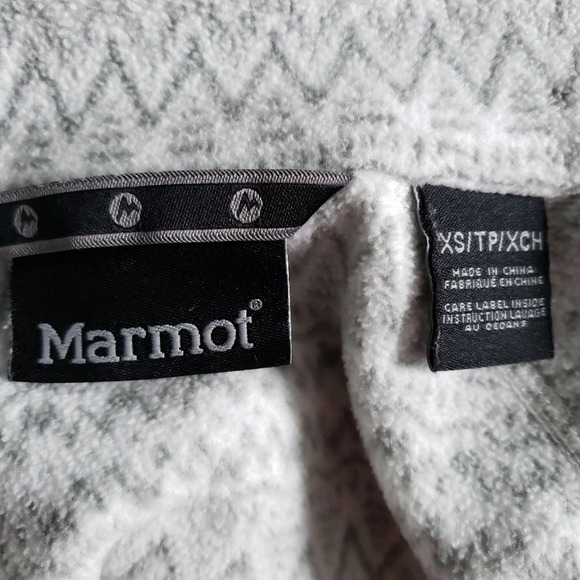 Marmot®
XS/TP/XCH
MADE IN CHINA
FABRIQUÉ EN CHINE
CARE LABEL INSIDE
INSTRUCTION LAVAGE
AU DEDANS